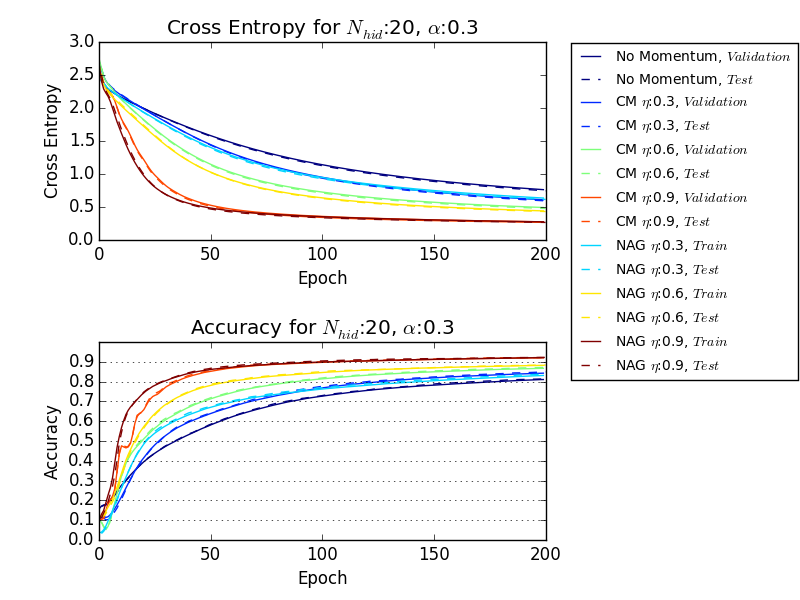 Cross Entropy for N_hid:20, α:0.3
3.0
2.5
2.0
1.5
1.0
0.5
0.0
Cross Entropy
0 50 100 150 200
Epoch
No Momentum, Validation
No Momentum, Test
CM η:0.3, Validation
CM η:0.3, Test
CM η:0.6, Validation
CM η:0.6, Test
CM η:0.9, Validation
CM η:0.9, Test
NAG η:0.3, Train
NAG η:0.3, Test
NAG η:0.6, Train
NAG η:0.6, Test
NAG η:0.9, Train
NAG η:0.9, Test
Accuracy for N_hid:20, α:0.3
0.9
0.8
0.7
0.6
0.5
0.4
0.3
0.2
0.1
0.0
Accuracy
0 50 100 150 200
Epoch